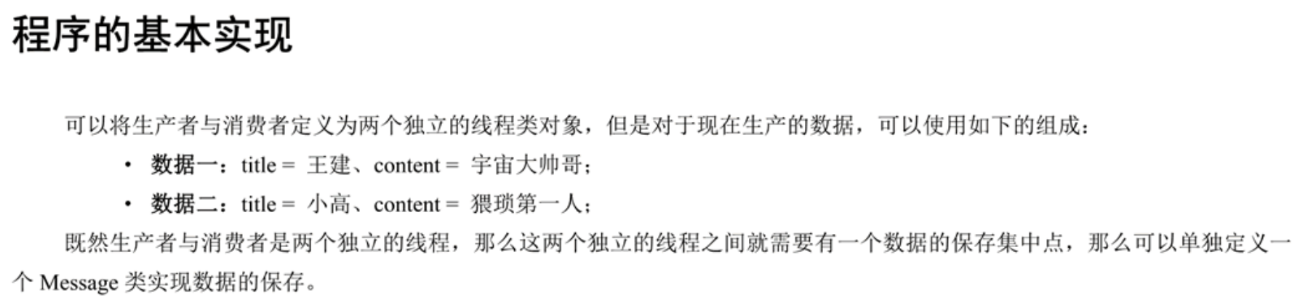 程序的基本实现
可以将生产者与消费者定义为两个独立的线程类对象，但是对于现在生产的数据，可以使用如下的组成：
• 数据一：title = 王建、content = 宇宙大帅哥；
• 数据二：title = 小高、content = 猥琐第一人；
既然生产者与消费者是两个独立的线程，那么这两个独立的线程之间就需要有一个数据的保存集中点，那么可以单独定义一
个 Message 类实现数据的保存。